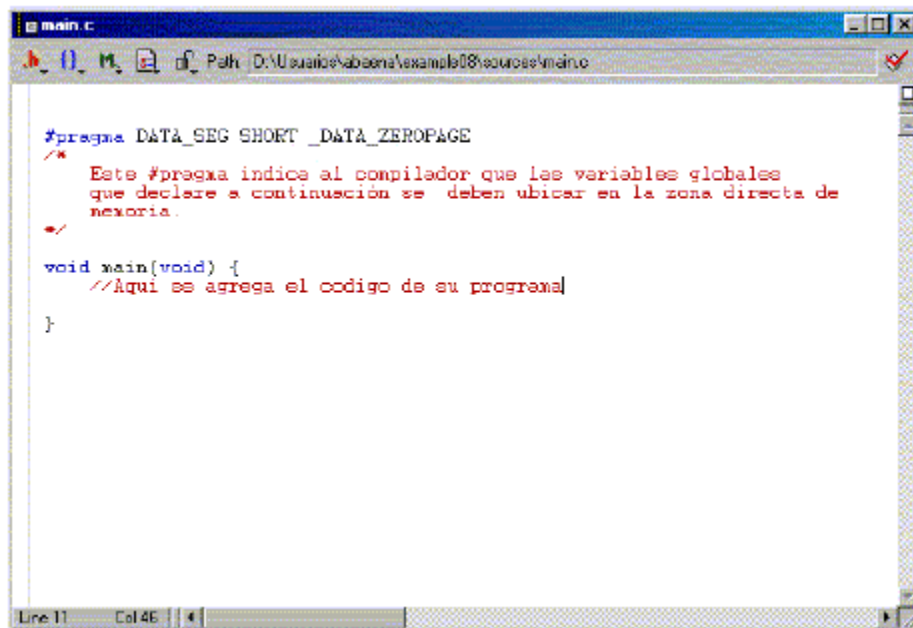 main.c
.h {} M Path: D:\Usuarios\abaena\example08\sources\main.c
#pragma DATA_SEG SHORT _DATA_ZEROPAGE
/*
Este #pragma indica al compilador que las variables globales
que declare a continuación se deben ubicar en la zona directa de
memoria.
*/
void main(void) {
//Aqui se agrega el codigo de su programa
}
Line 11 Col 46